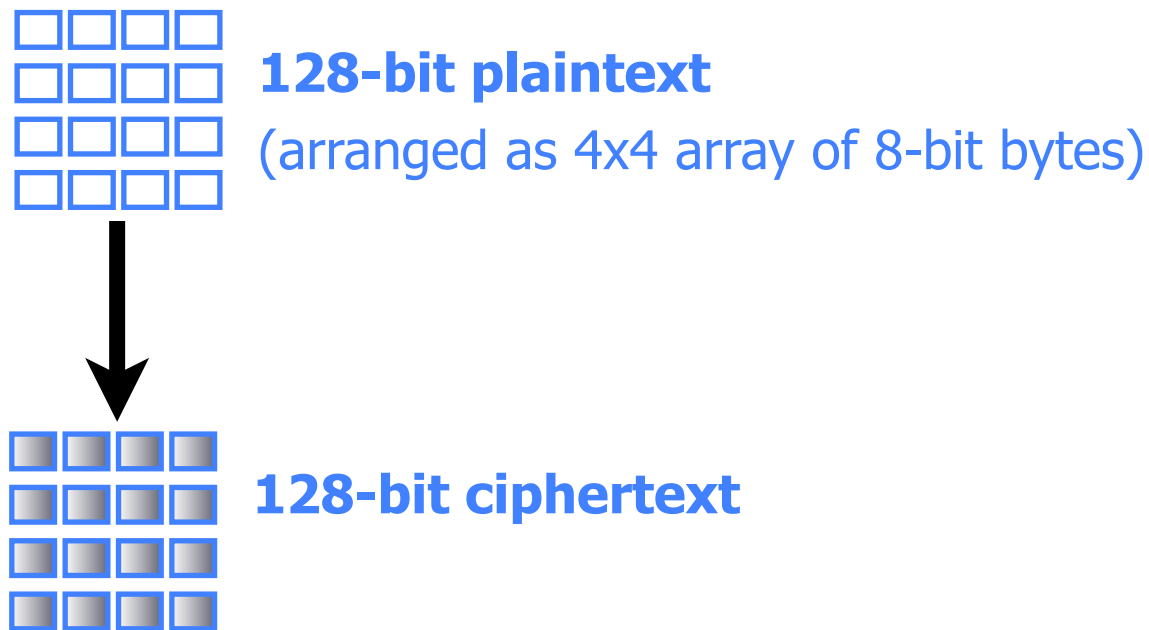 128-bit plaintext
(arranged as 4x4 array of 8-bit bytes)
128-bit ciphertext